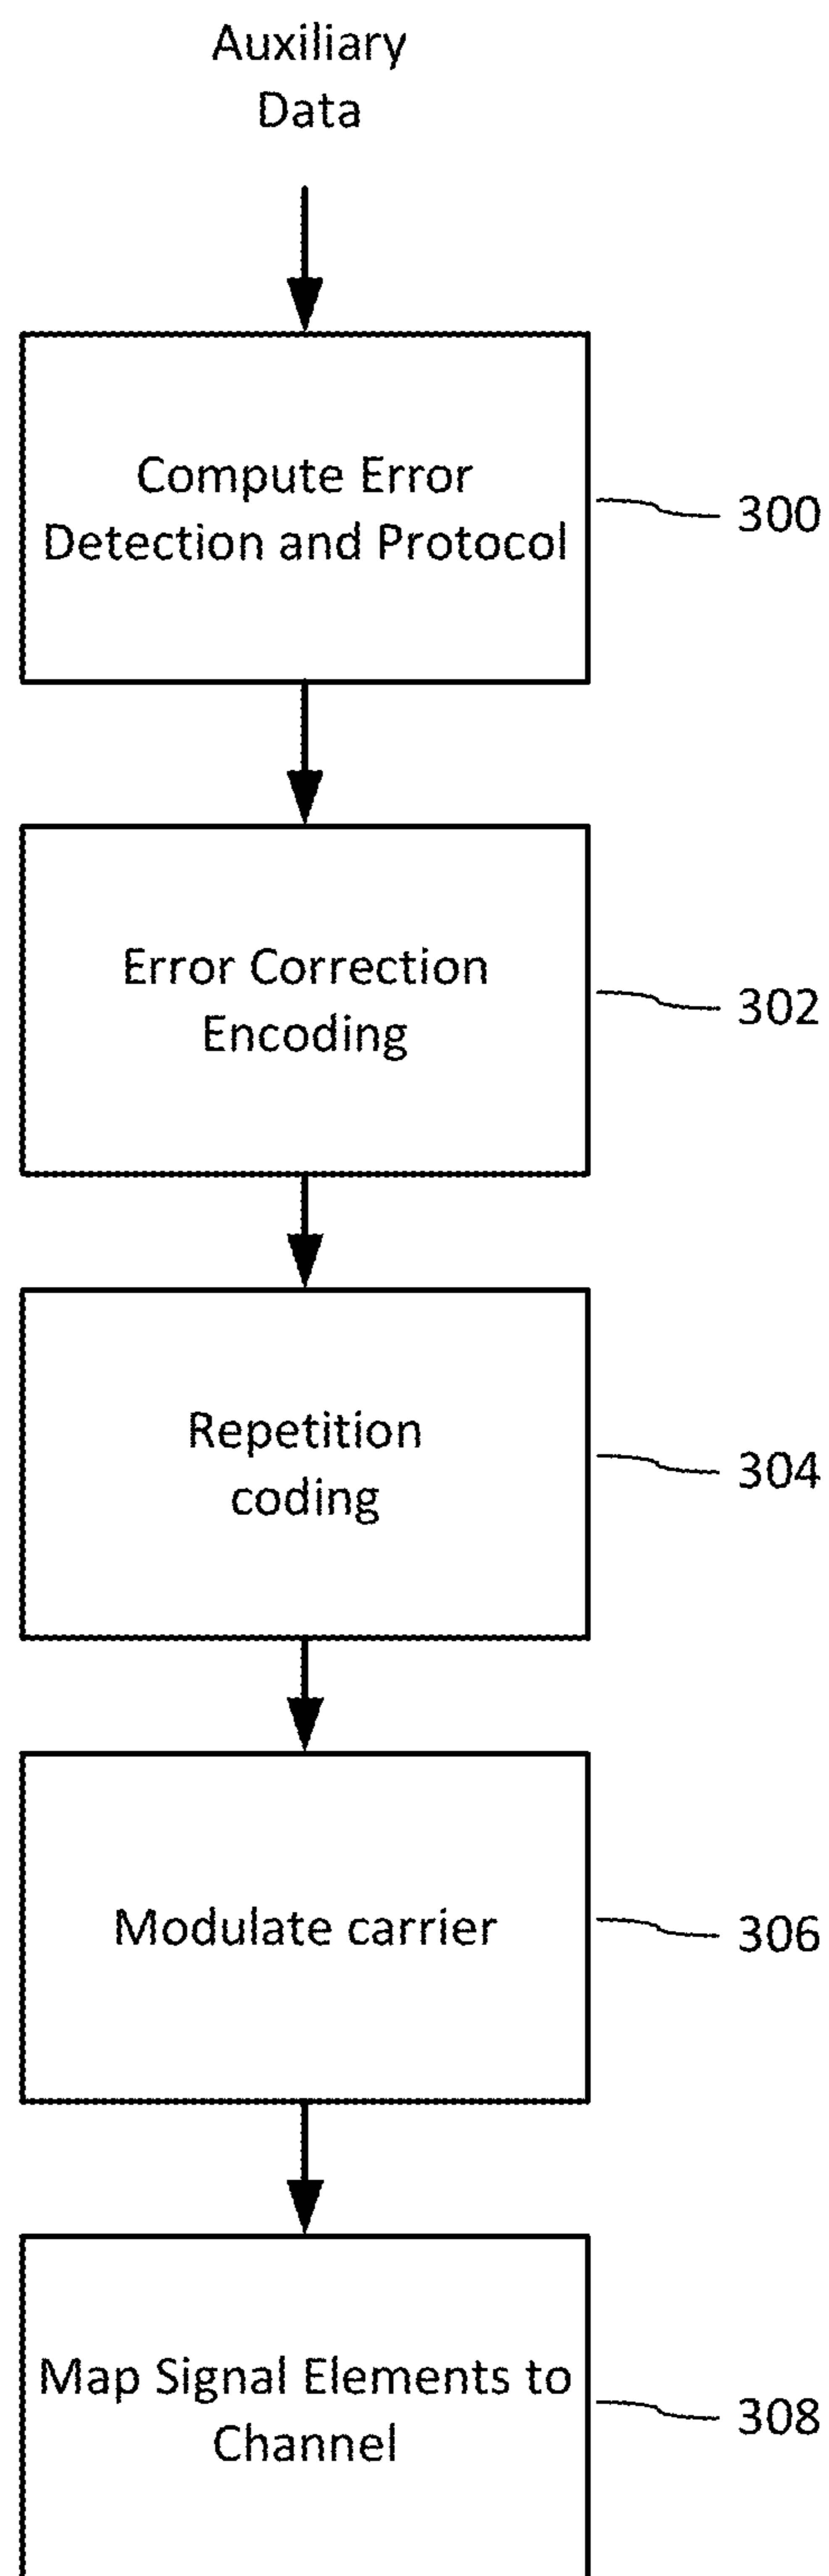 Auxiliary
Data
Compute Error
Detection and Protocol
300
Error Correction
Encoding
302
Repetition
coding
304
Modulate carrier
306
Map Signal Elements to
Channel
308